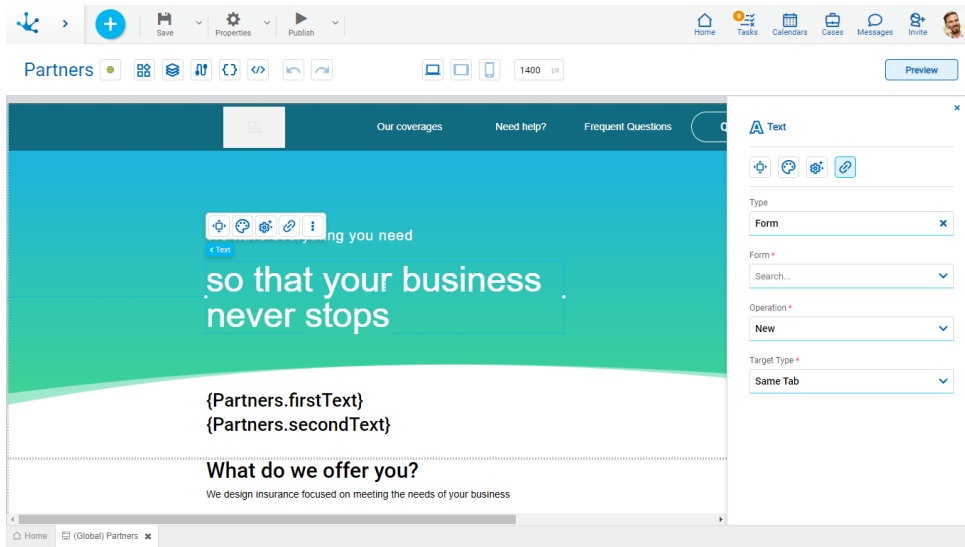 Save
Properties
Publish
Home
9
Tasks
Calendars
Cases
Messages
Invite
Partners
1400 px
Preview
Our coverages
Need help?
Frequent Questions
you need
< Text
so that your business
never stops
{Partners.firstText}
{Partners.secondText}
What do we offer you?
We design insurance focused on meeting the needs of your business
Text
Type
Form
Form *
Search...
Operation *
New
Target Type *
Same Tab
Home
(Global) Partners